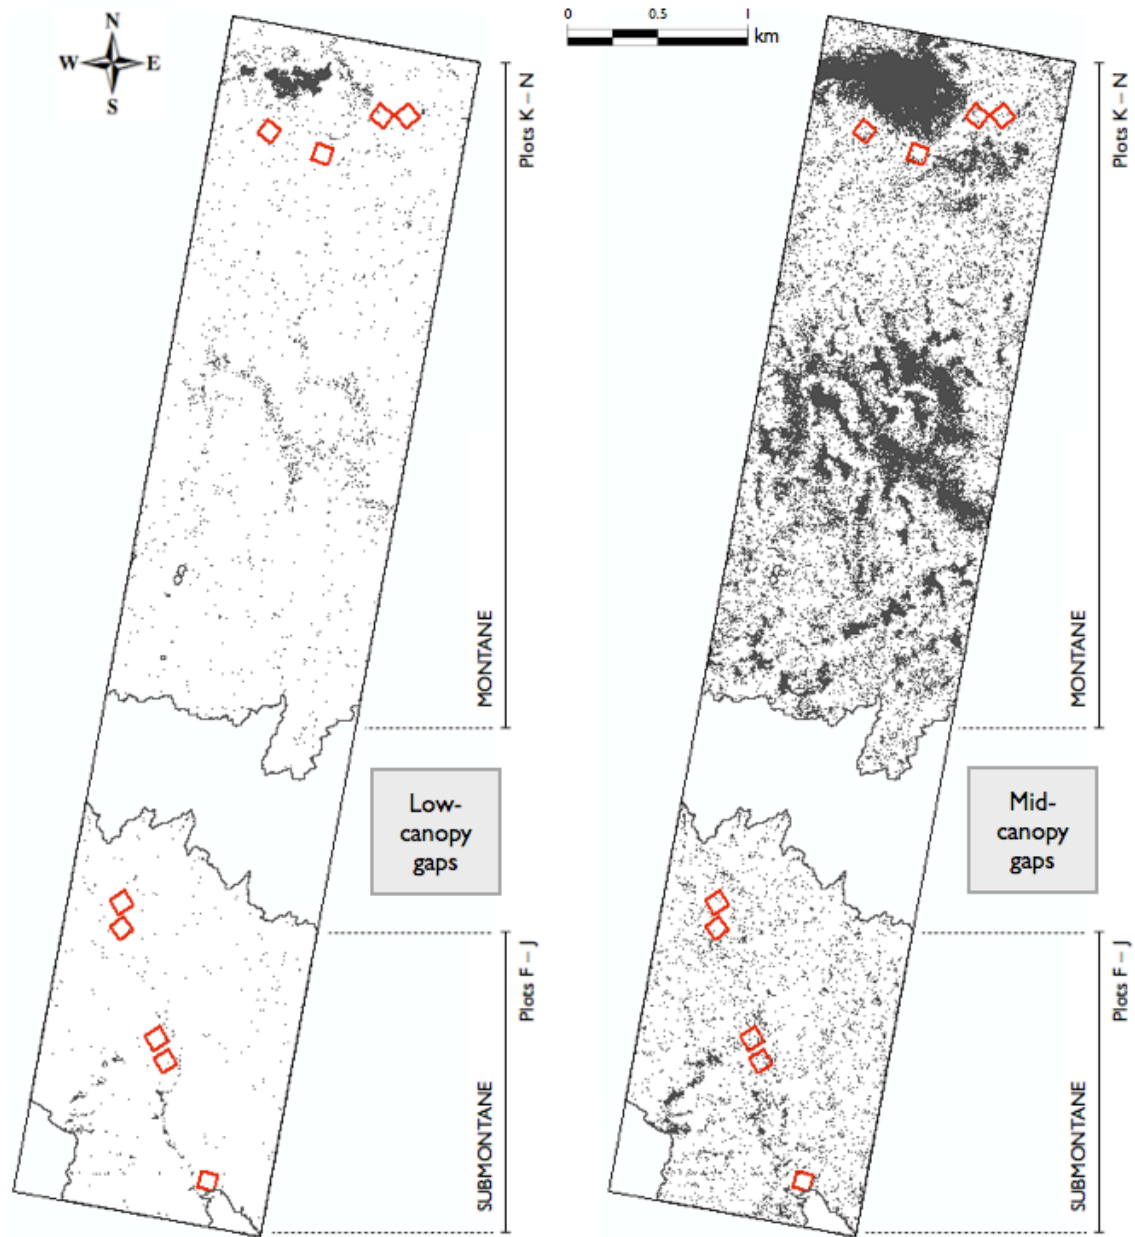 N
W E
S
0 0.5 1
km
Plots K – N
MONTANE
Low-
canopy
gaps
Plots F – J
SUBMONTANE
Plots K – N
MONTANE
Mid-
canopy
gaps
Plots F – J
SUBMONTANE